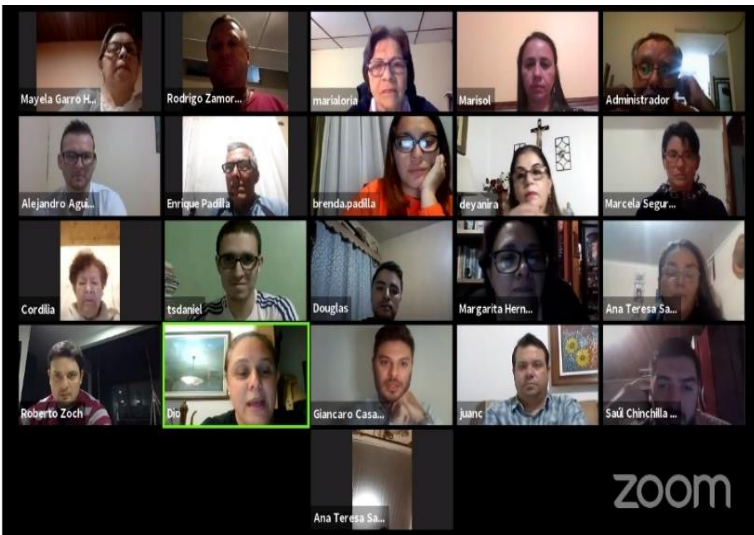 Mayela Garro H...
Rodrigo Zamor...
marialoria
Marisol
Administrador
Alejandro Agui...
Enrique Padilla
brenda.padilla
deyanira
Marcela Segur...
Cordilia
tsdaniel
Douglas
Margarita Hern...
Ana Teresa Sa...
Roberto Zoch
Dio
Giancaro Casa...
juanc
Saúl Chinchilla ...
Ana Teresa Sa...
zoom